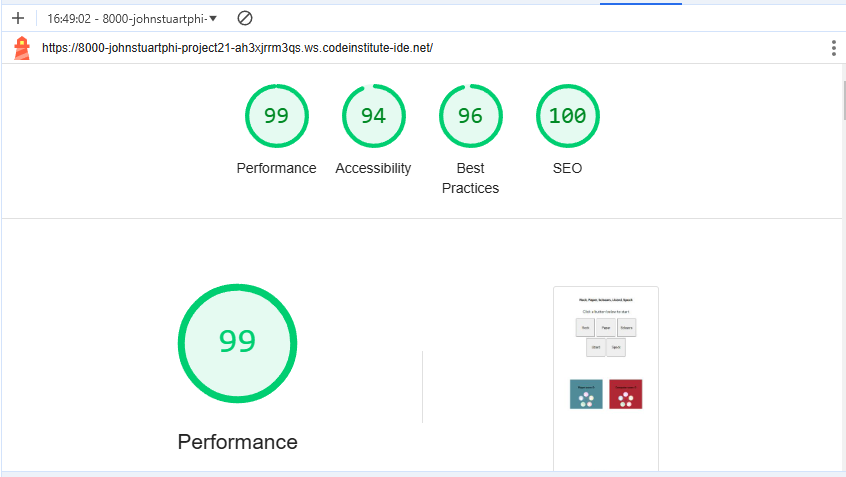 16:49:02 - 8000-johnstuartphi-
https://8000-johnstuartphi-project21-ah3xjrrm3qs.ws.codeinstitute-ide.net/
99 94 96 100
Performance Accessibility Best Practices SEO
99
Performance
Rock, Paper, Scissors, Lizard, Spock
Click a button below to start
Rock Paper Scissors
Lizard Spock